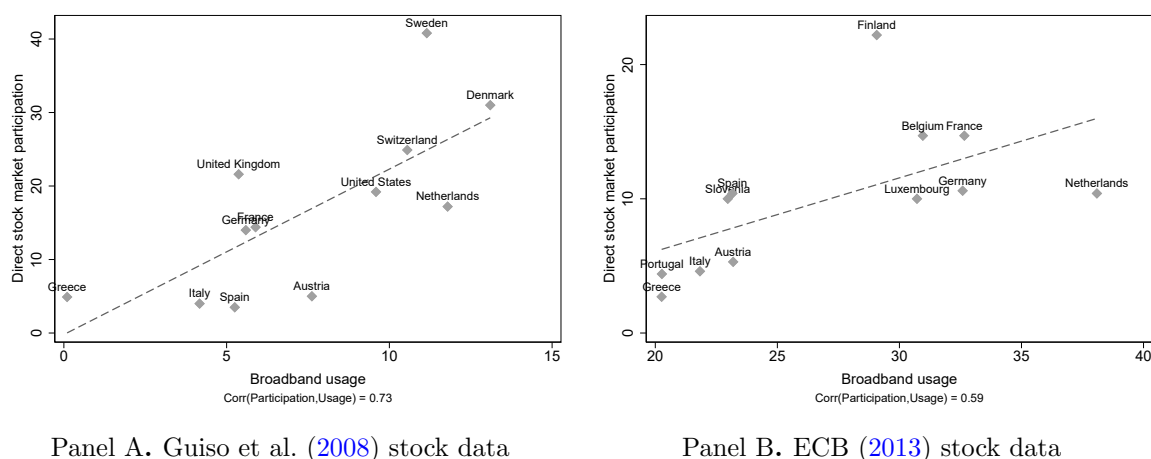 Direct stock market participation
40
30
20
10
0
Sweden
Denmark
Switzerland
United Kingdom
United States
Netherlands
France
Germany
Greece
Italy
Spain
Austria
0 5 10 15
Broadband usage
Corr(Participation,Usage) = 0.73
Panel A. Guiso et al. (2008) stock data
Direct stock market participation
20
10
0
Finland
Belgium
France
Spain
Slovenia
Luxembourg
Germany
Netherlands
Austria
Portugal
Italy
Greece
20 25 30 35 40
Broadband usage
Corr(Participation,Usage) = 0.59
Panel B. ECB (2013) stock data